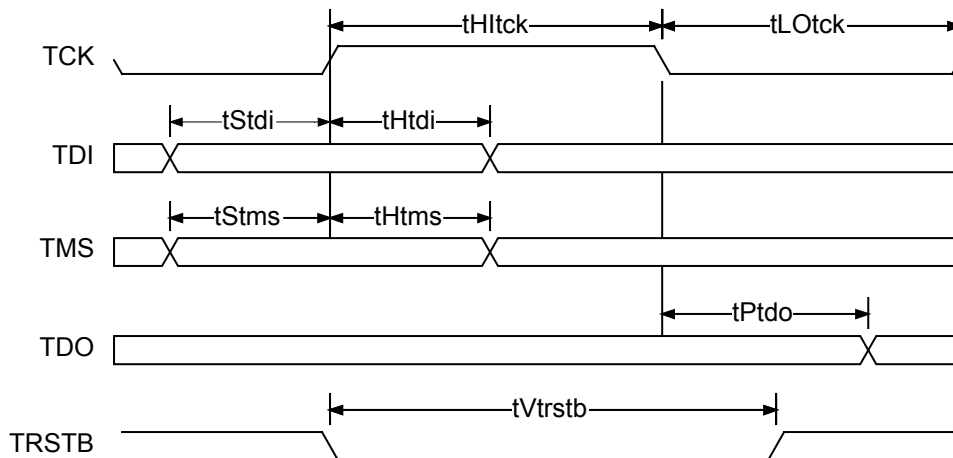 tHItck tLOtck
TCK
tStdi tHtdi
TDI
tStms tHtms
TMS
tPtdo
TDO
tVtrstb
TRSTB